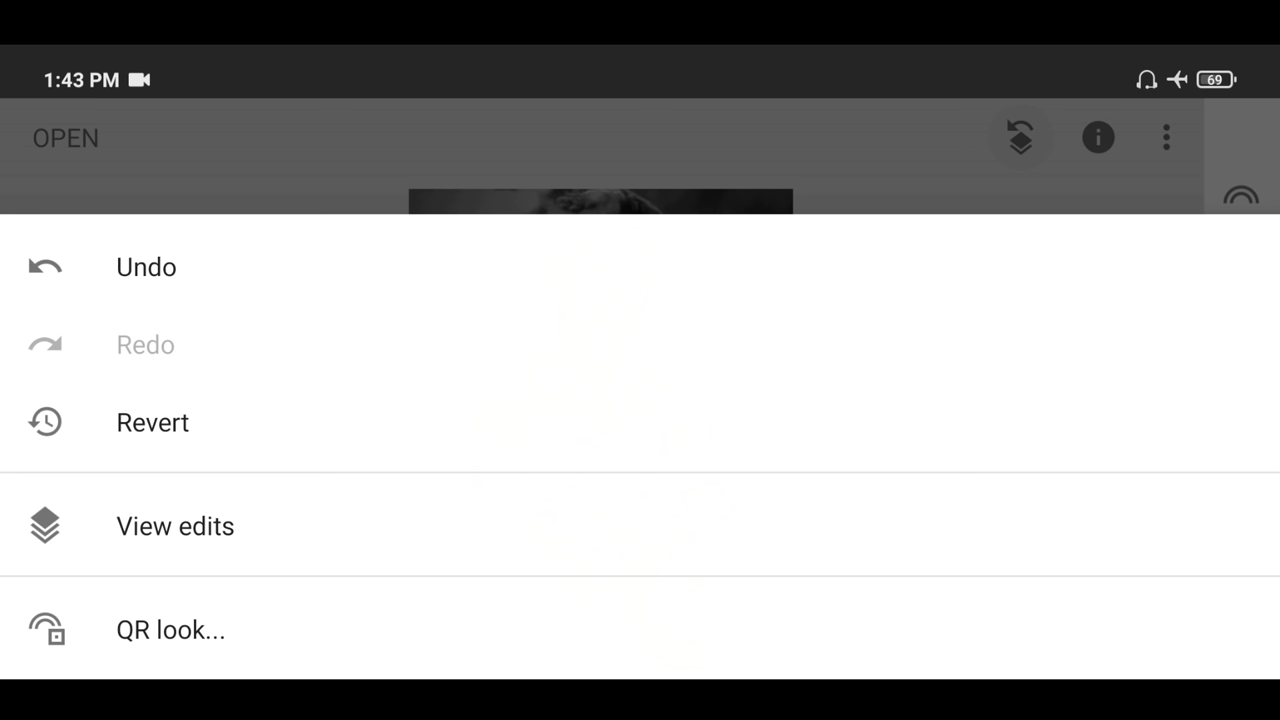 1:43 PM
69
OPEN
Undo
Redo
Revert
View edits
QR look...